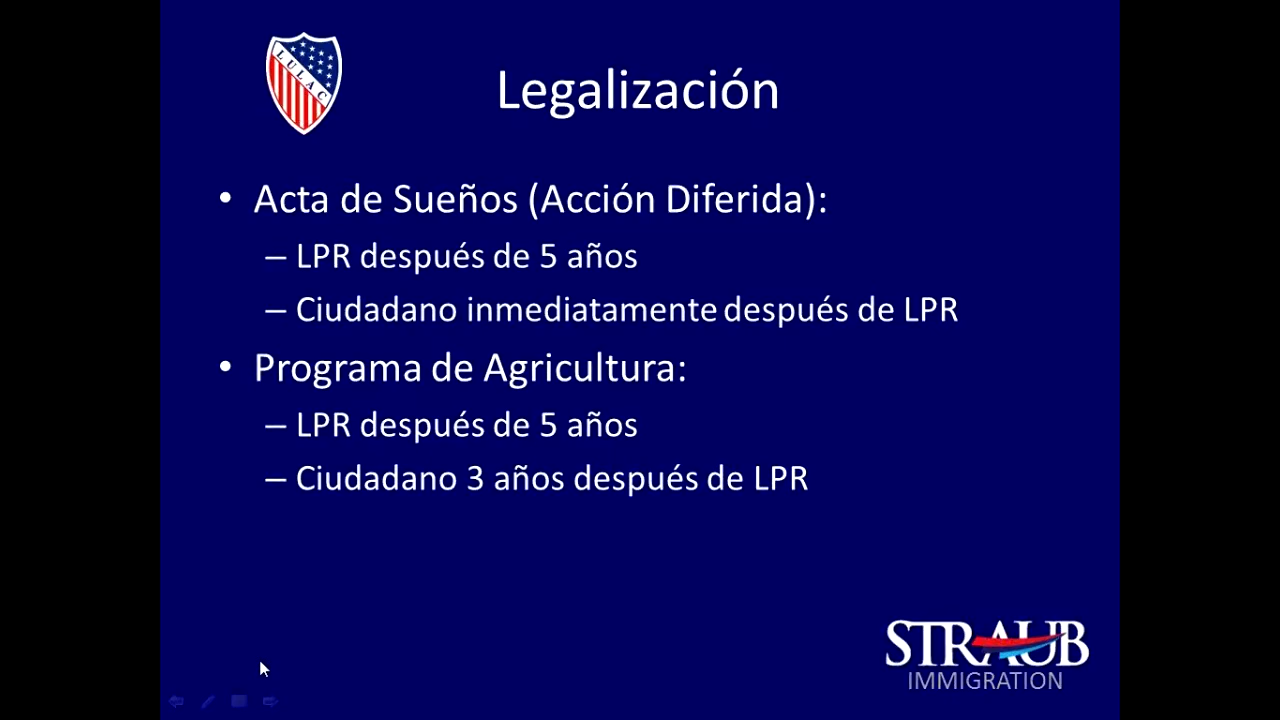 LULAC
Legalización
• Acta de Sueños (Acción Diferida):
– LPR después de 5 años
– Ciudadano inmediatamente después de LPR
• Programa de Agricultura:
– LPR después de 5 años
– Ciudadano 3 años después de LPR
STRAUB
IMMIGRATION